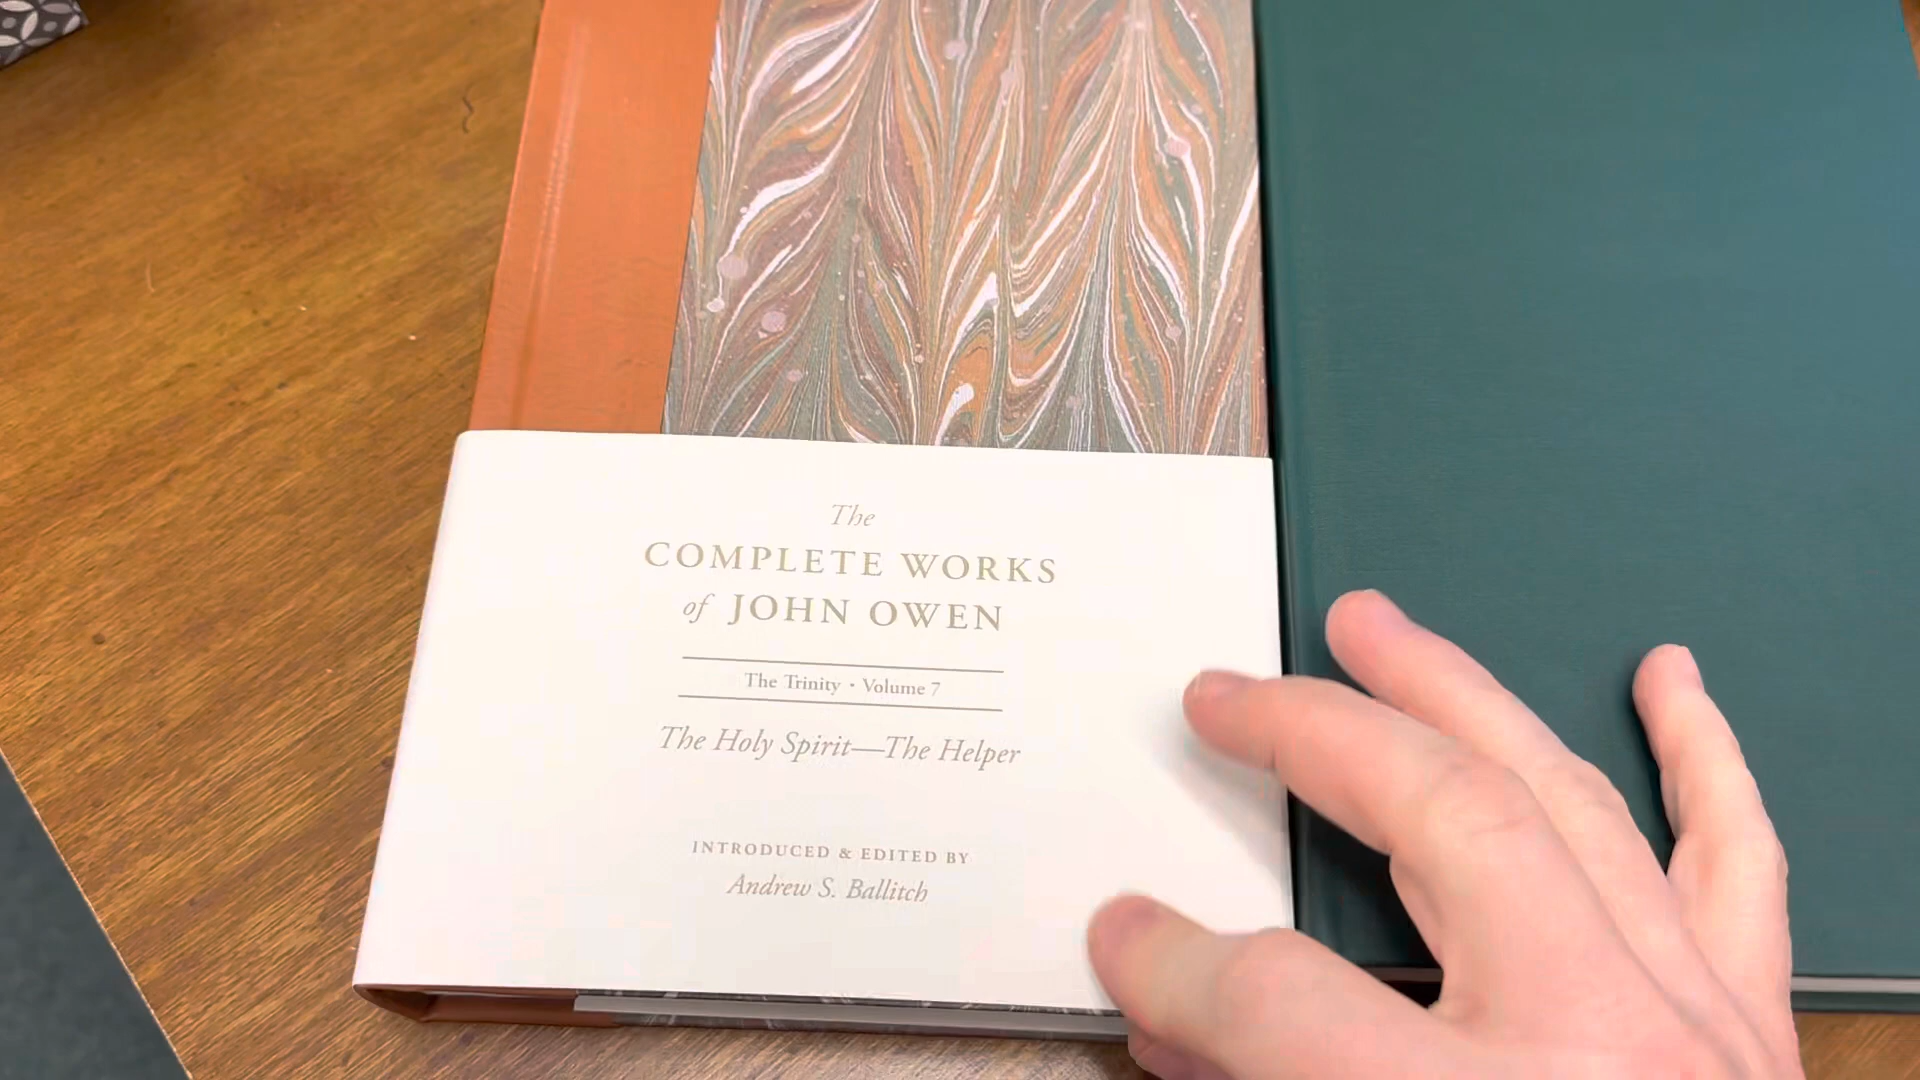 The
COMPLETE WORKS
of JOHN OWEN
The Trinity · Volume 7
The Holy Spirit—The Helper
INTRODUCED & EDITED BY
Andrew S. Ballitch